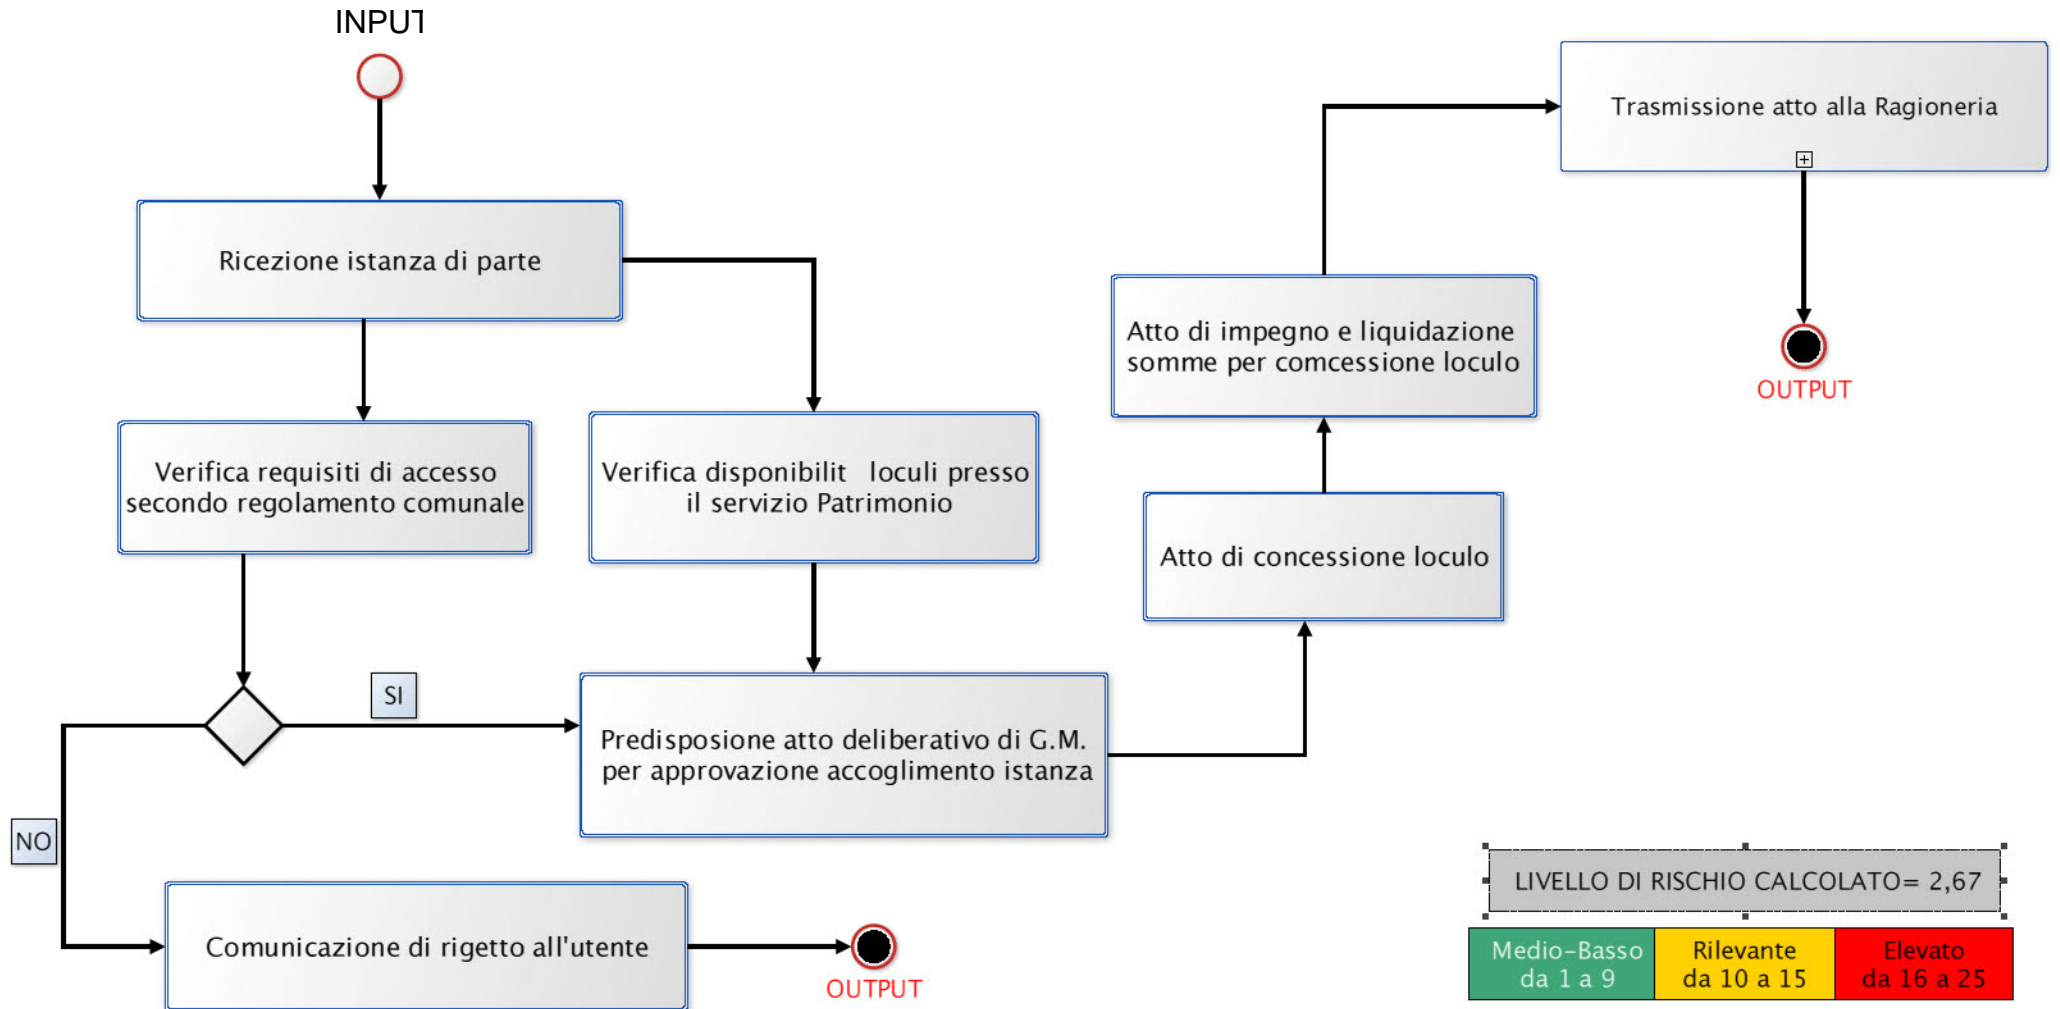 INPUT
Ricezione istanza di parte
Verifica requisiti di accesso
secondo regolamento comunale
Verifica disponibilit   loculi presso
il servizio Patrimonio
SI
NO
Predisposione atto deliberativo di G.M.
per approvazione accoglimento istanza
Comunicazione di rigetto all'utente
OUTPUT
Atto di concessione loculo
Atto di impegno e liquidazione
somme per comcessione loculo
Trasmissione atto alla Ragioneria
OUTPUT
LIVELLO DI RISCHIO CALCOLATO= 2,67
Medio-Basso
da 1 a 9
Rilevante
da 10 a 15
Elevato
da 16 a 25